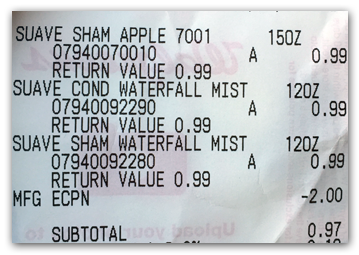 SUAVE SHAM APPLE 7001 15OZ
07940070010 A 0.99
RETURN VALUE 0.99
SUAVE COND WATERFALL MIST 12OZ
07940092290 A 0.99
RETURN VALUE 0.99
SUAVE SHAM WATERFALL MIST 12OZ
07940092280 A 0.99
RETURN VALUE 0.99
MFG ECPN -2.00
SUBTOTAL 0.97
Upload your